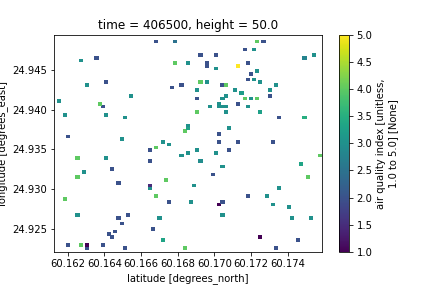 time = 406500, height = 50.0
5.0
4.5
4.0
3.5
3.0
2.5
2.0
1.5
1.0
air quality index [unitless,
1.0 to 5.0] [None]
24.945
24.940
24.935
24.930
24.925
longitude [degrees_east]
60.162 60.164 60.166 60.168 60.170 60.172 60.174
latitude [degrees_north]